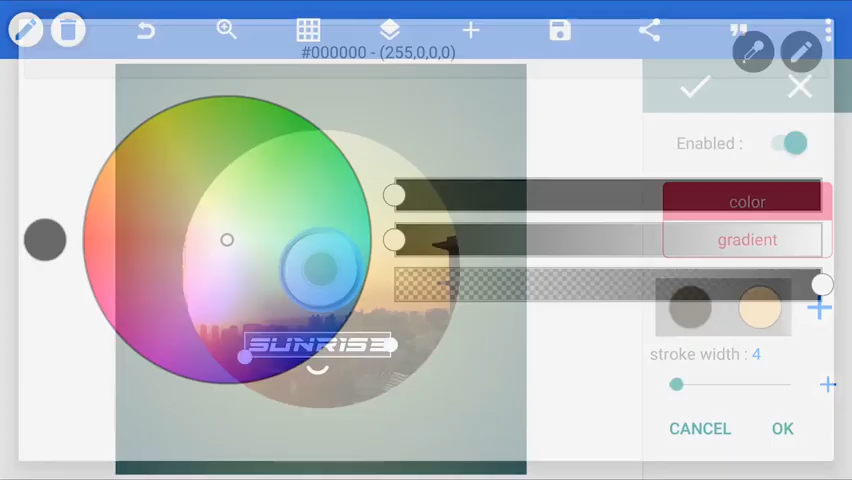 #000000 - (255,0,0,0)
Enabled :
color
gradient
SUNRISE
stroke width : 4
CANCEL OK